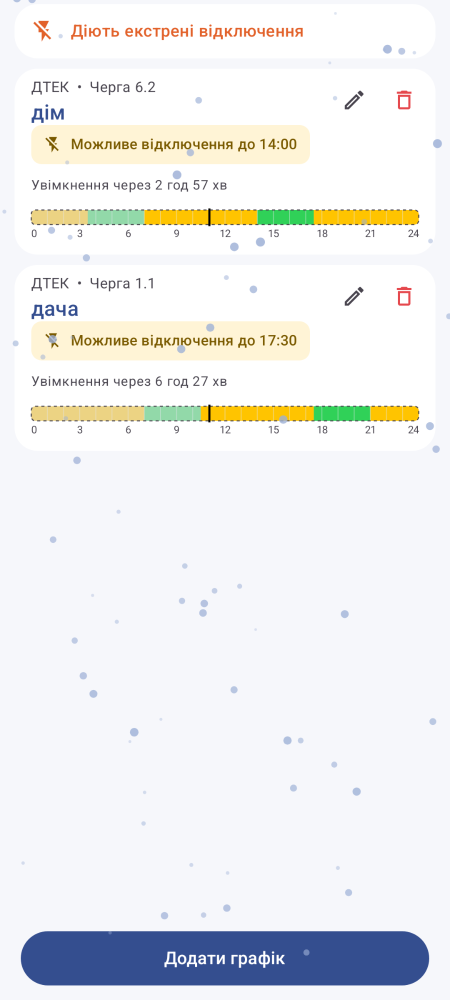 Діють екстрені відключення
ДТЕК • Черга 6.2
дім
Можливе відключення до 14:00
Увімкнення через 2 год 57 хв
0 3 6 9 12 15 18 21 24
ДТЕК • Черга 1.1
дача
Можливе відключення до 17:30
Увімкнення через 6 год 27 хв
0 3 6 9 12 15 18 21 24
Додати графік